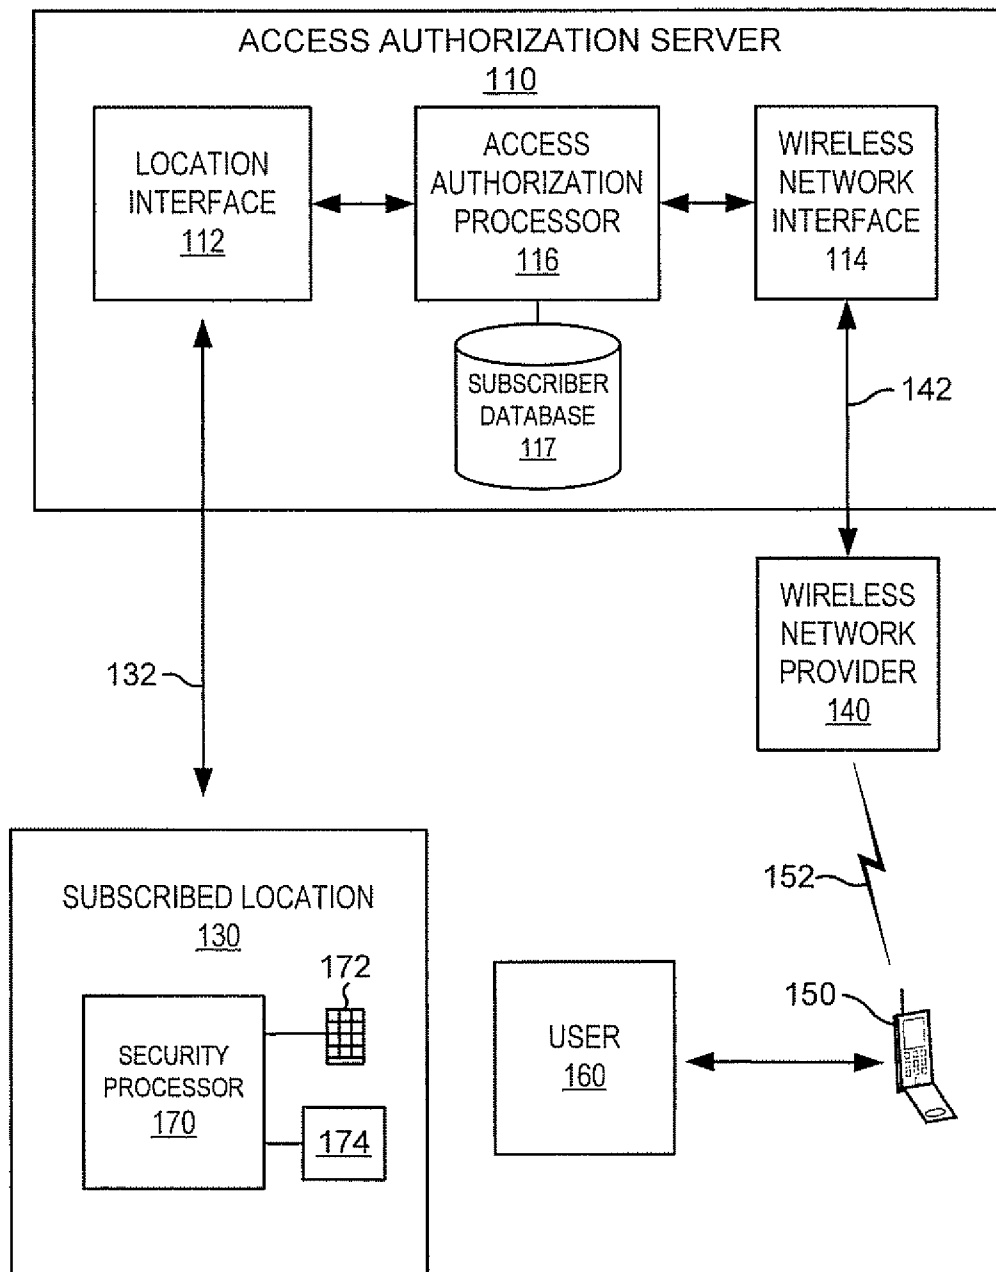 ACCESS AUTHORIZATION SERVER
110
LOCATION
INTERFACE
112
ACCESS
AUTHORIZATION
PROCESSOR
116
WIRELESS
NETWORK
INTERFACE
114
SUBSCRIBER
DATABASE
117
142
WIRELESS
NETWORK
PROVIDER
140
132
152
SUBSCRIBED LOCATION
130
172
SECURITY
PROCESSOR
170
174
USER
160
150